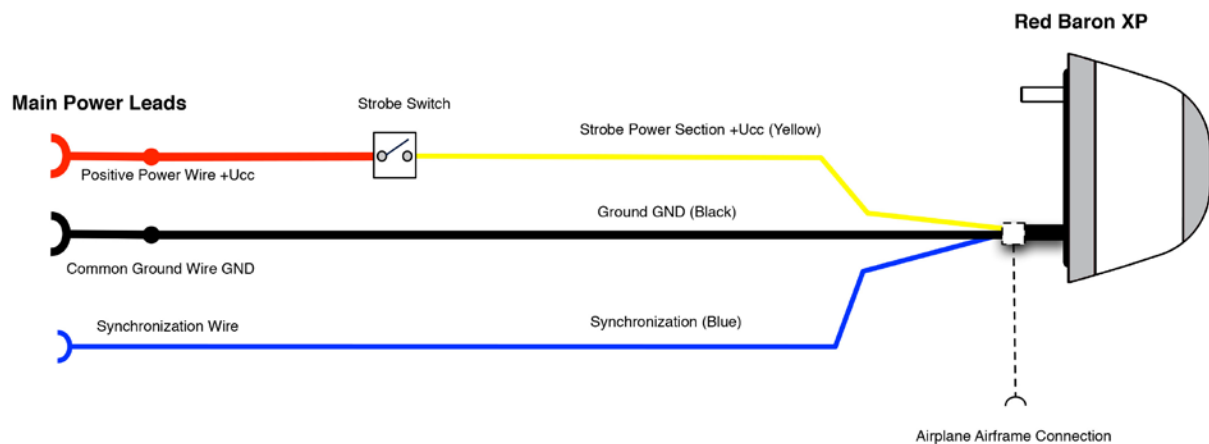 Red Baron XP
Main Power Leads
Strobe Switch
Strobe Power Section +Ucc (Yellow)
Positive Power Wire +Ucc
Ground GND (Black)
Common Ground Wire GND
Synchronization Wire
Synchronization (Blue)
Airplane Airframe Connection